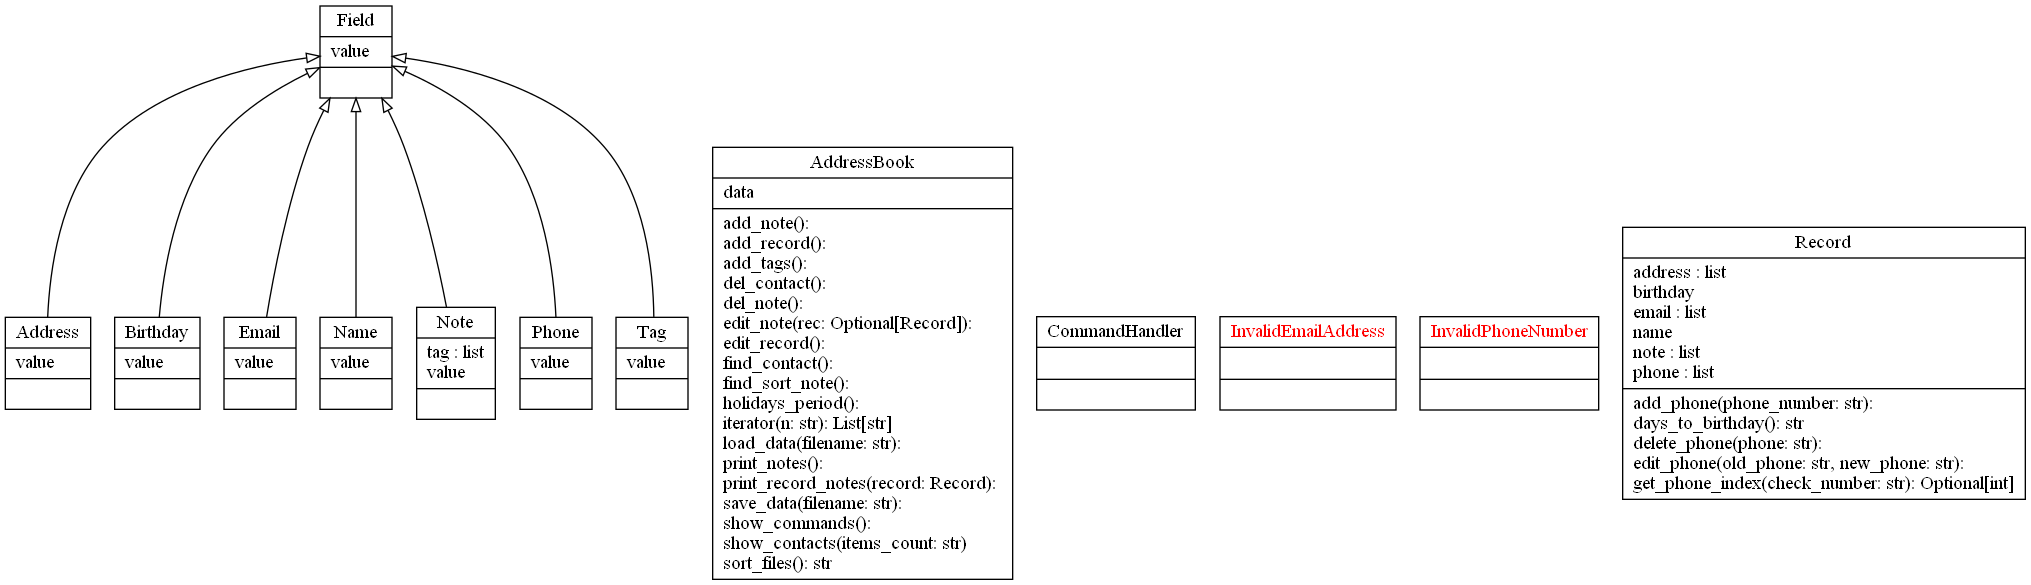 Field
value
Address
value
Birthday
value
Email
value
Name
value
Note
tag : list
value
Phone
value
Tag
value
AddressBook
data
add_note():
add_record():
add_tags():
del_contact():
del_note():
edit_note(rec: Optional[Record]):
edit_record():
find_contact():
find_sort_note():
holidays_period():
iterator(n: str): List[str]
load_data(filename: str):
print_notes():
print_record_notes(record: Record):
save_data(filename: str):
show_commands():
show_contacts(items_count: str)
sort_files(): str
CommandHandler
InvalidEmailAddress
InvalidPhoneNumber
Record
address : list
birthday
email : list
name
note : list
phone : list
add_phone(phone_number: str):
days_to_birthday(): str
delete_phone(phone: str):
edit_phone(old_phone: str, new_phone: str):
get_phone_index(check_number: str): Optional[int]